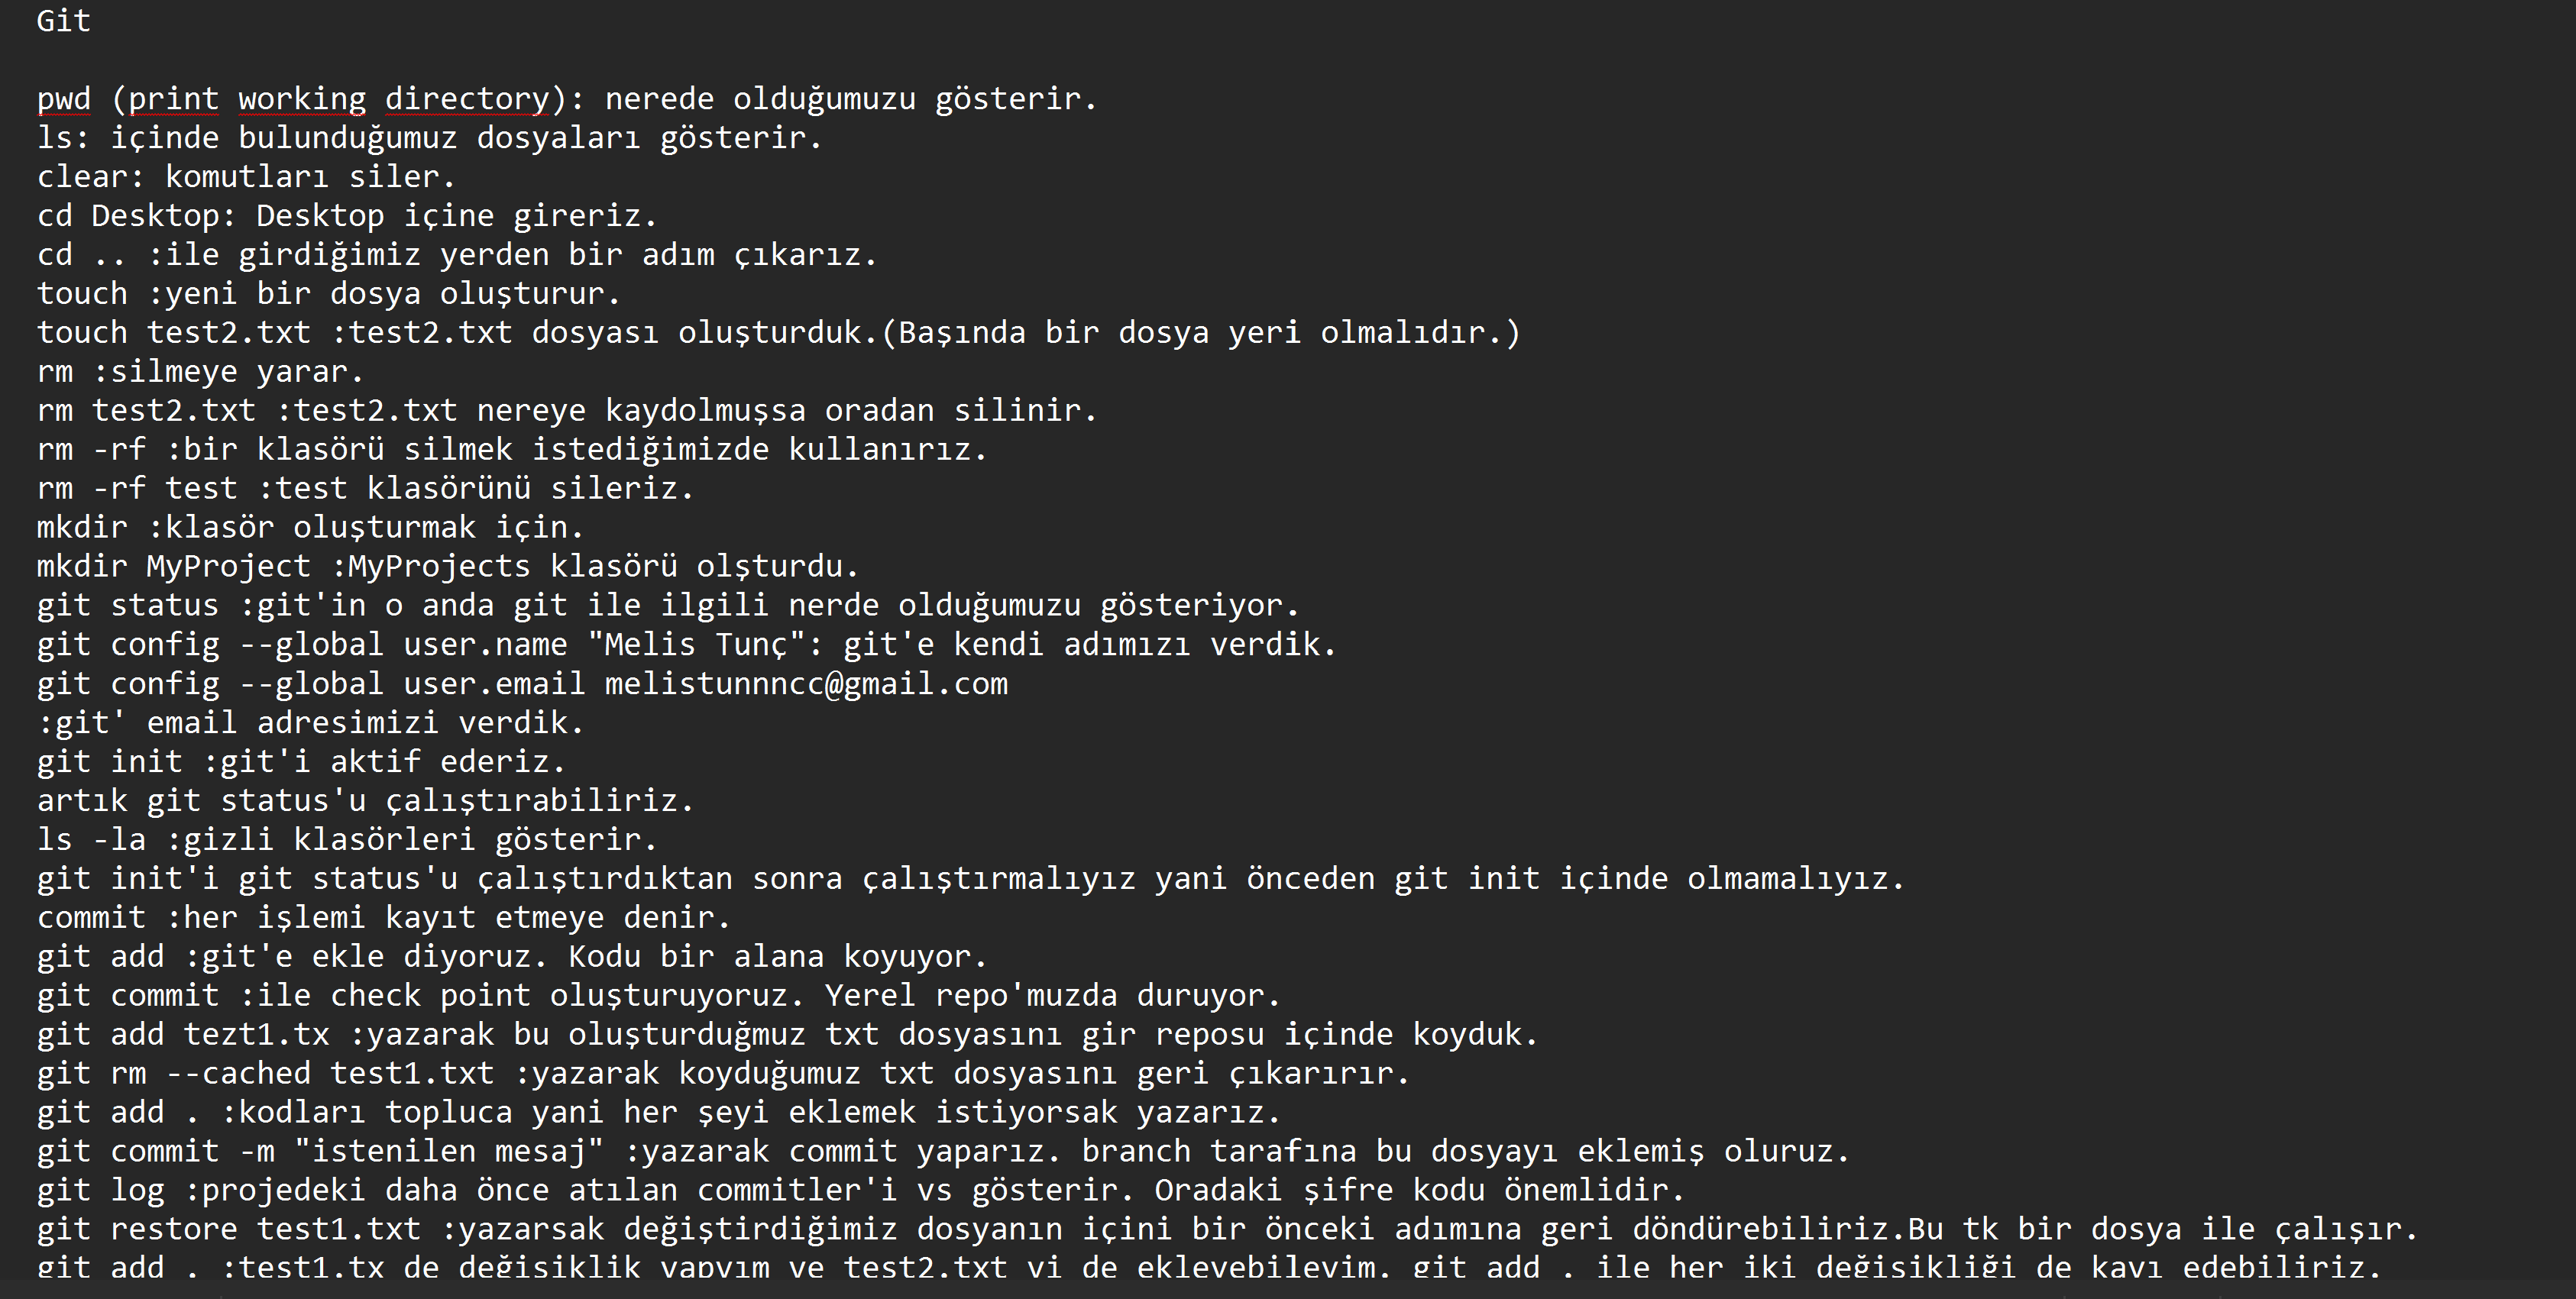 Git
pwd (print working directory): nerede olduğumuzu gösterir.
ls: içinde bulunduğumuz dosyaları gösterir.
clear: komutları siler.
cd Desktop: Desktop içine gireriz.
cd .. :ile girdiğimiz yerden bir adım çıkarız.
touch :yeni bir dosya oluşturur.
touch test2.txt :test2.txt dosyası oluşturduk.(Başında bir dosya yeri olmalıdır.)
rm :silmeye yarar.
rm test2.txt :test2.txt nereye kaydolmuşsa oradan silinir.
rm -rf :bir klasörü silmek istediğimizde kullanırız.
rm -rf test :test klasörünü sileriz.
mkdir :klasör oluşturmak için.
mkdir MyProject :MyProjects klasörü olşturdu.
git status :git'in o anda git ile ilgili nerde olduğumuzu gösteriyor.
git config --global user.name "Melis Tunç": git'e kendi adımızı verdik.
git config --global user.email melistunnncc@gmail.com
:git' email adresimizi verdik.
git init :git'i aktif ederiz.
artık git status'u çalıştırabiliriz.
ls -la :gizli klasörleri gösterir.
git init'i git status'u çalıştırdıktan sonra çalıştırmalıyız yani önceden git init içinde olmamalıyız.
commit :her işlemi kayıt etmeye denir.
git add :git'e ekle diyoruz. Kodu bir alana koyuyor.
git commit :ile check point oluşturuyoruz. Yerel repo'muzda duruyor.
git add tezt1.tx :yazarak bu oluşturduğmuz txt dosyasını gir reposu içinde koyduk.
git rm --cached test1.txt :yazarak koyduğumuz txt dosyasını geri çıkarırır.
git add . :kodları topluca yani her şeyi eklemek istiyorsak yazarız.
git commit -m "istenilen mesaj" :yazarak commit yaparız. branch tarafına bu dosyayı eklemiş oluruz.
git log :projedeki daha önce atılan commitler'i vs gösterir. Oradaki şifre kodu önemlidir.
git restore test1.txt :yazarsak değiştirdiğimiz dosyanın içini bir önceki adımına geri döndürebiliriz.Bu tk bir dosya ile çalışır.
git add . :test1.tx de değişiklik yapyım ve test2.txt yi de ekleyebileyim. git add . ile her iki değişikliği de kayı edebiliriz.